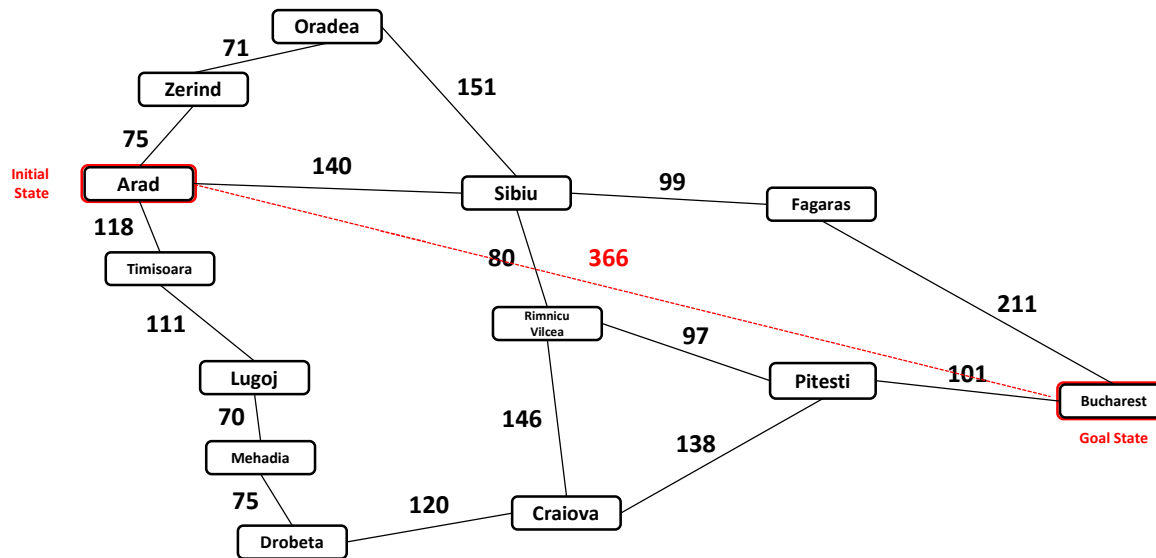 Oradea
71
Zerind
151
75
Initial
State
Arad
140
Sibiu
99
Fagaras
118
Timisoara
80
366
111
Rimnicu
Vilcea
97
211
Lugoj
Pitesti
101
Bucharest
70
146
138
Goal State
Mehadia
75
120
Craiova
Drobeta